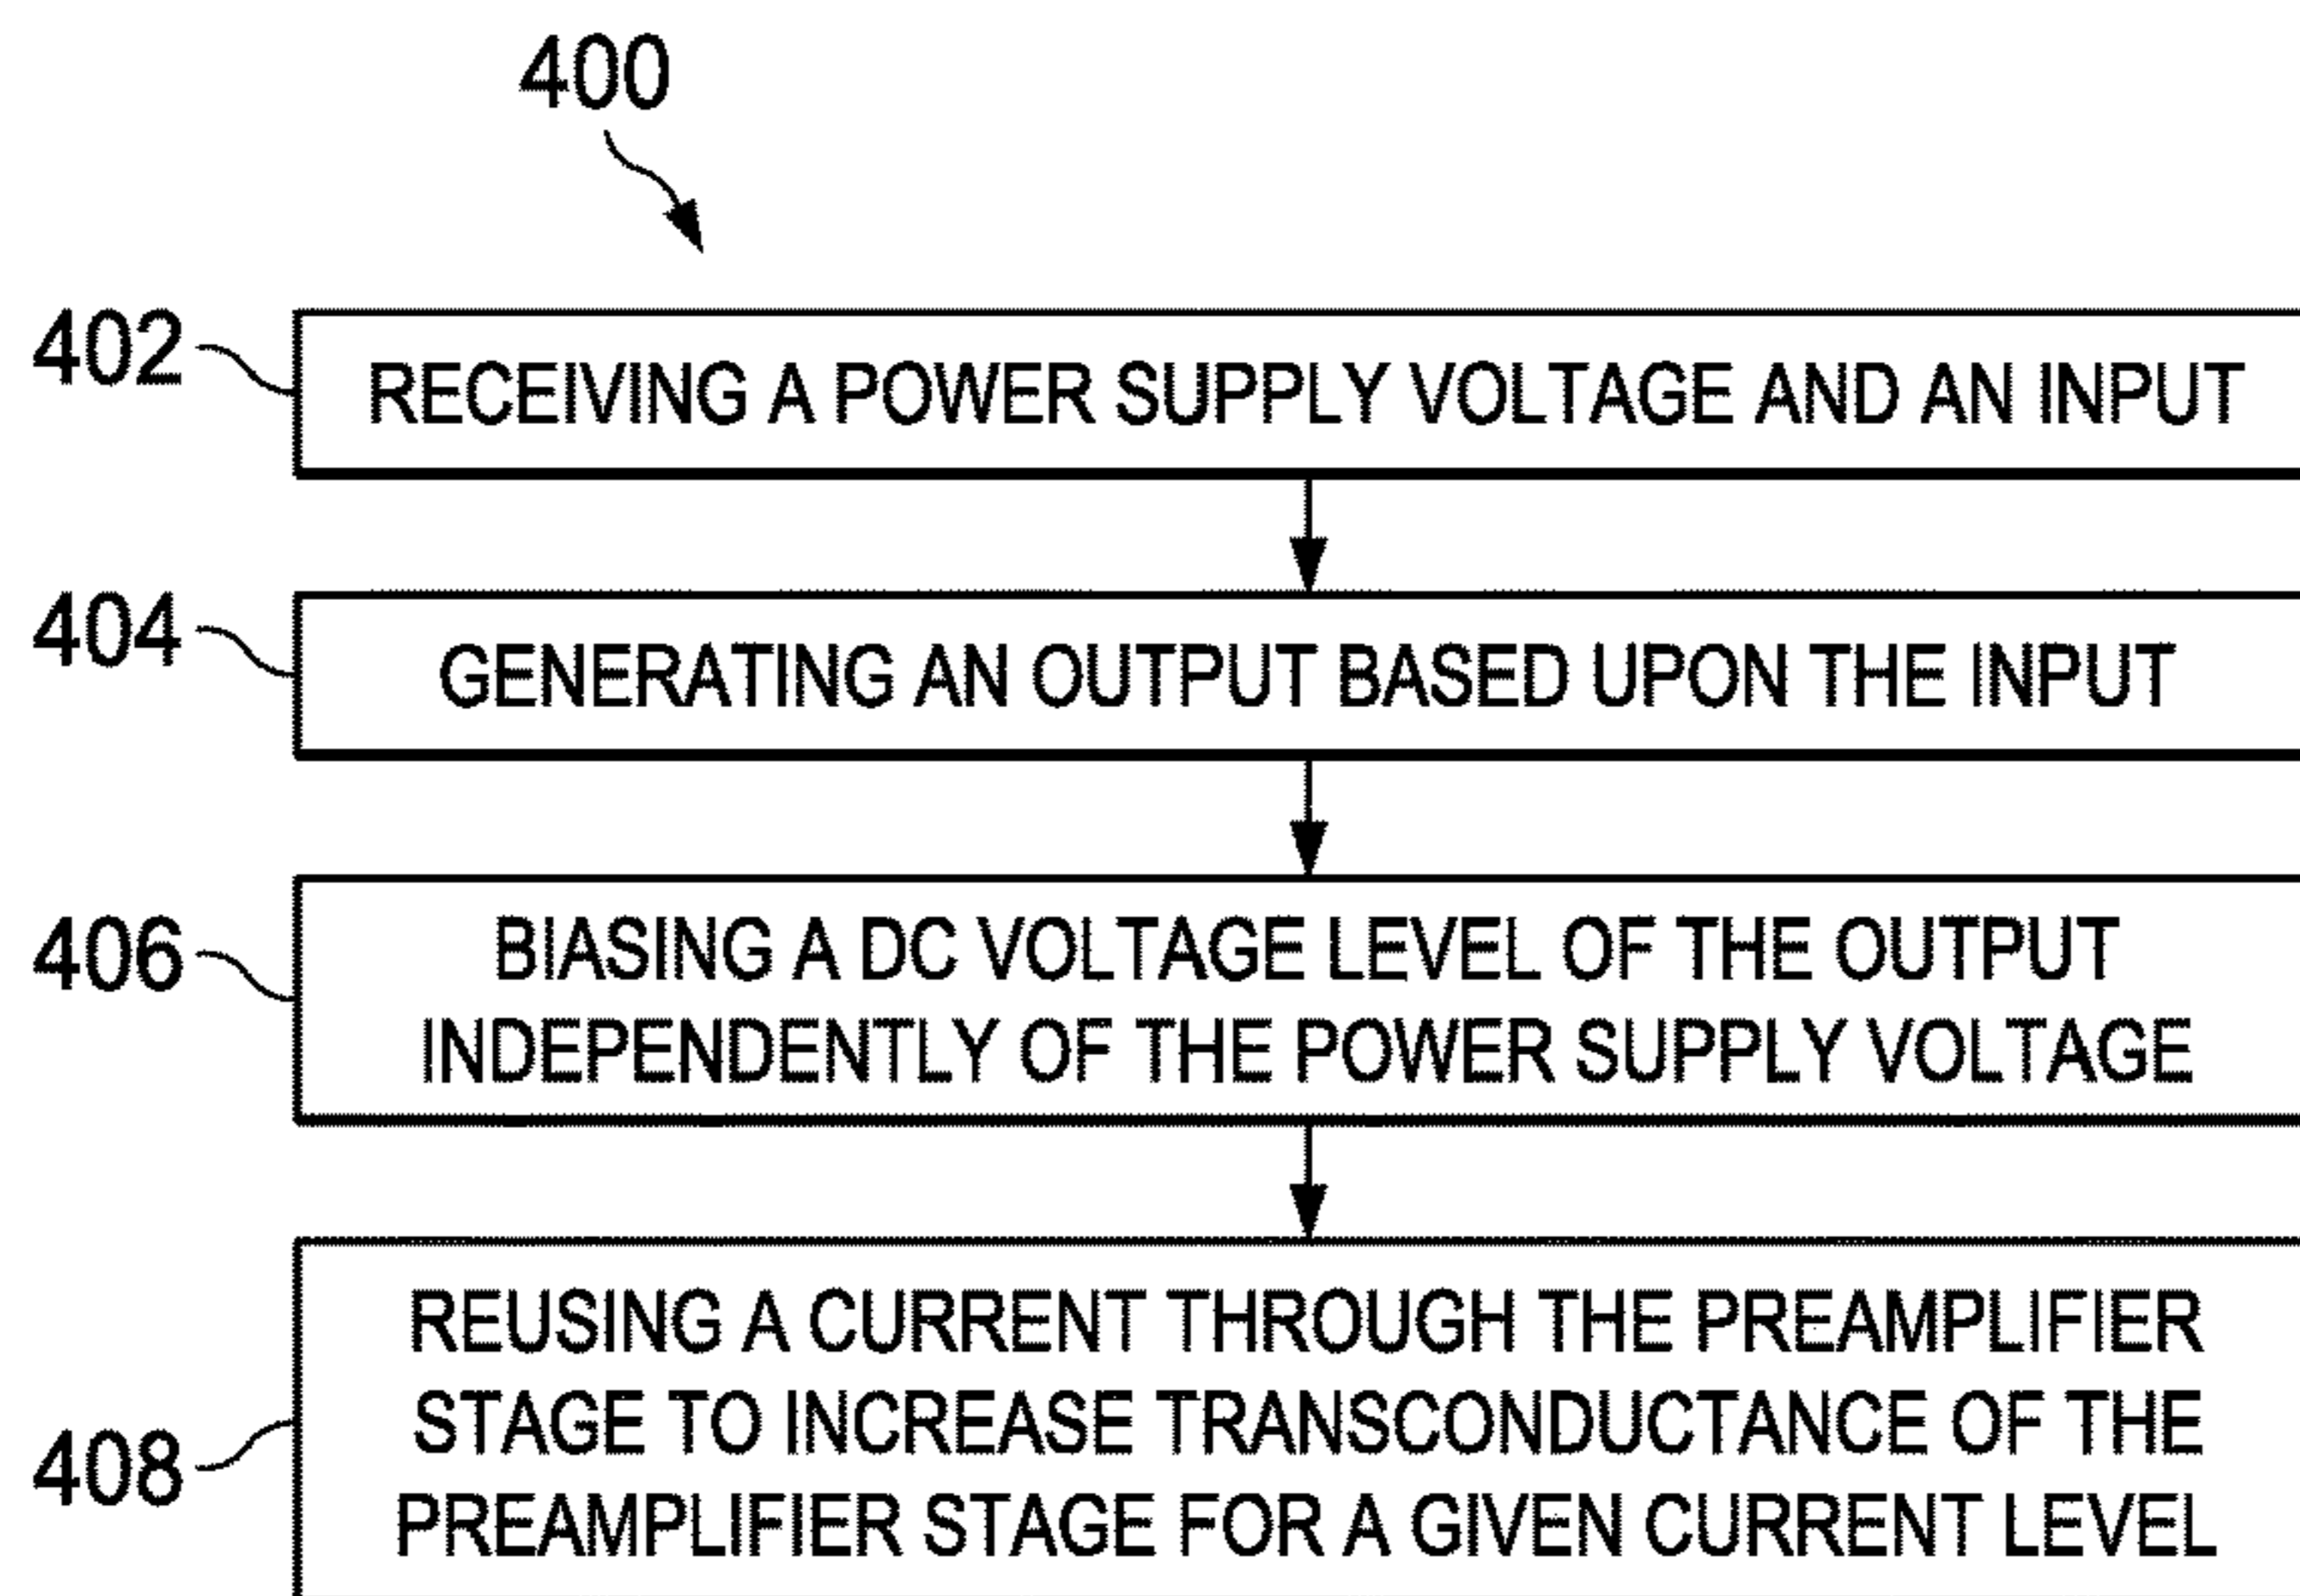 400
402
RECEIVING A POWER SUPPLY VOLTAGE AND AN INPUT
404
GENERATING AN OUTPUT BASED UPON THE INPUT
406
BIASING A DC VOLTAGE LEVEL OF THE OUTPUT
INDEPENDENTLY OF THE POWER SUPPLY VOLTAGE
408
REUSING A CURRENT THROUGH THE PREAMPLIFIER
STAGE TO INCREASE TRANSCONDUCTANCE OF THE
PREAMPLIFIER STAGE FOR A GIVEN CURRENT LEVEL